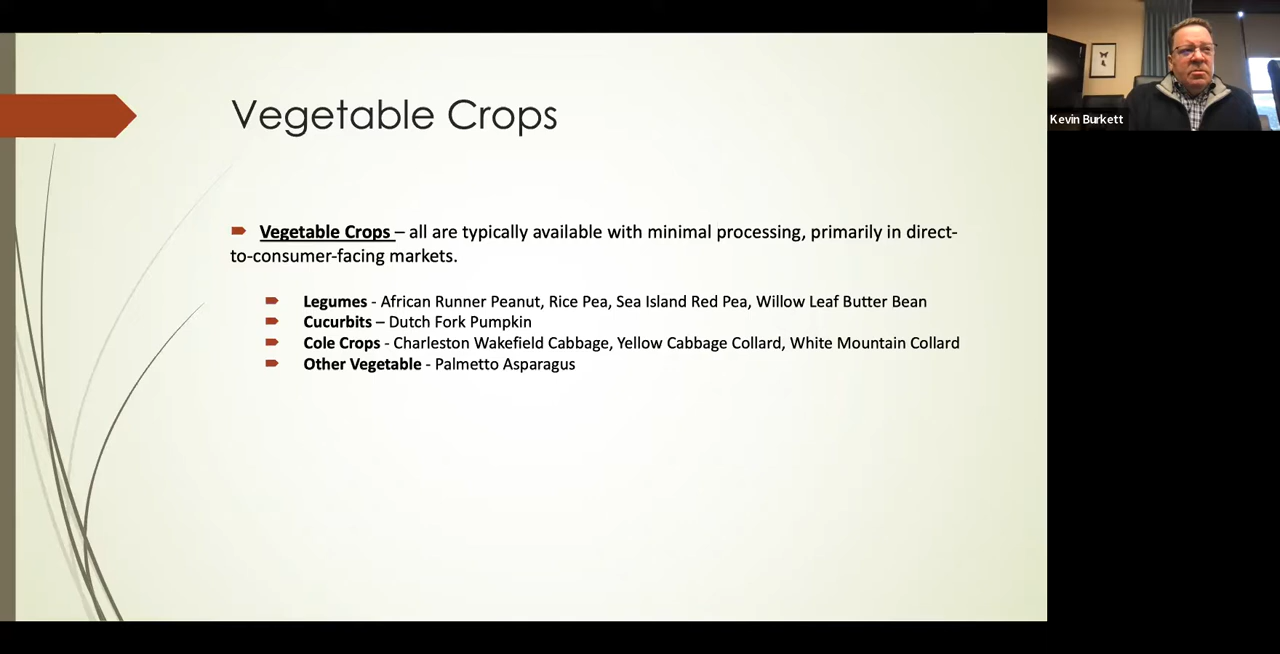 Vegetable Crops
Vegetable Crops – all are typically available with minimal processing, primarily in direct-
to-consumer-facing markets.
Legumes - African Runner Peanut, Rice Pea, Sea Island Red Pea, Willow Leaf Butter Bean
Cucurbits – Dutch Fork Pumpkin
Cole Crops - Charleston Wakefield Cabbage, Yellow Cabbage Collard, White Mountain Collard
Other Vegetable - Palmetto Asparagus
Kevin Burkett